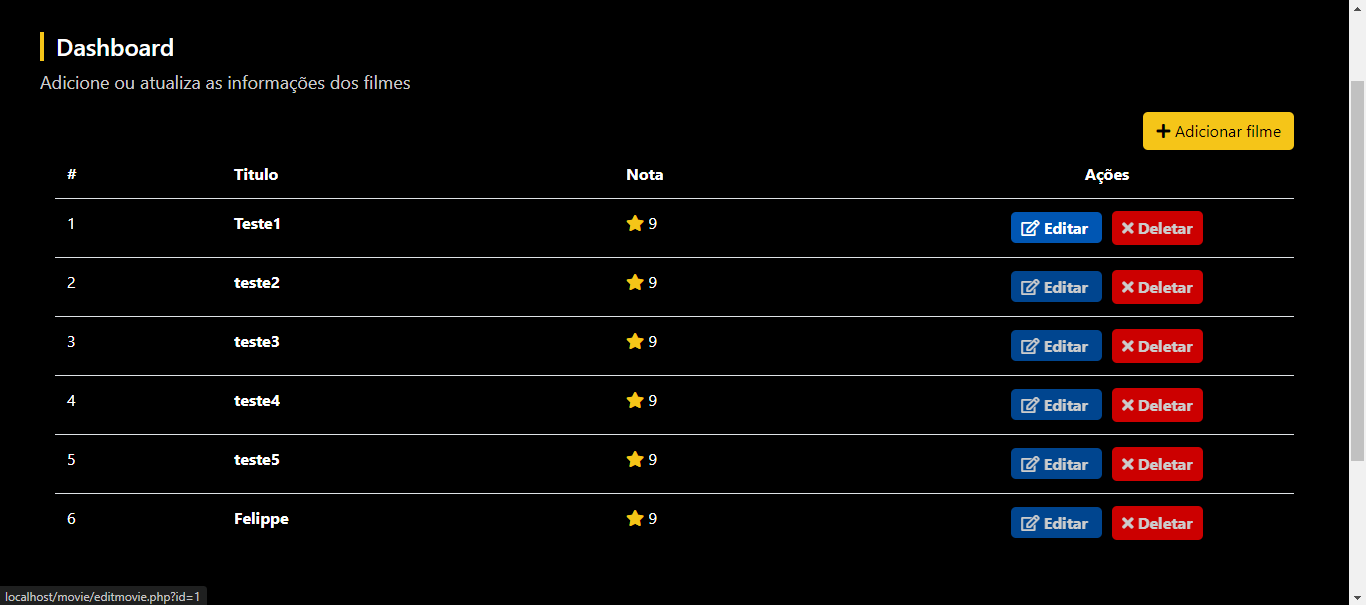 Dashboard
Adicione ou atualiza as informações dos filmes
Adicionar filme
# Titulo Nota Ações
1 Teste1 9 Editar Deletar
2 teste2 9 Editar Deletar
3 teste3 9 Editar Deletar
4 teste4 9 Editar Deletar
5 teste5 9 Editar Deletar
6 Felippe 9 Editar Deletar
localhost/movie/editmovie.php?id=1